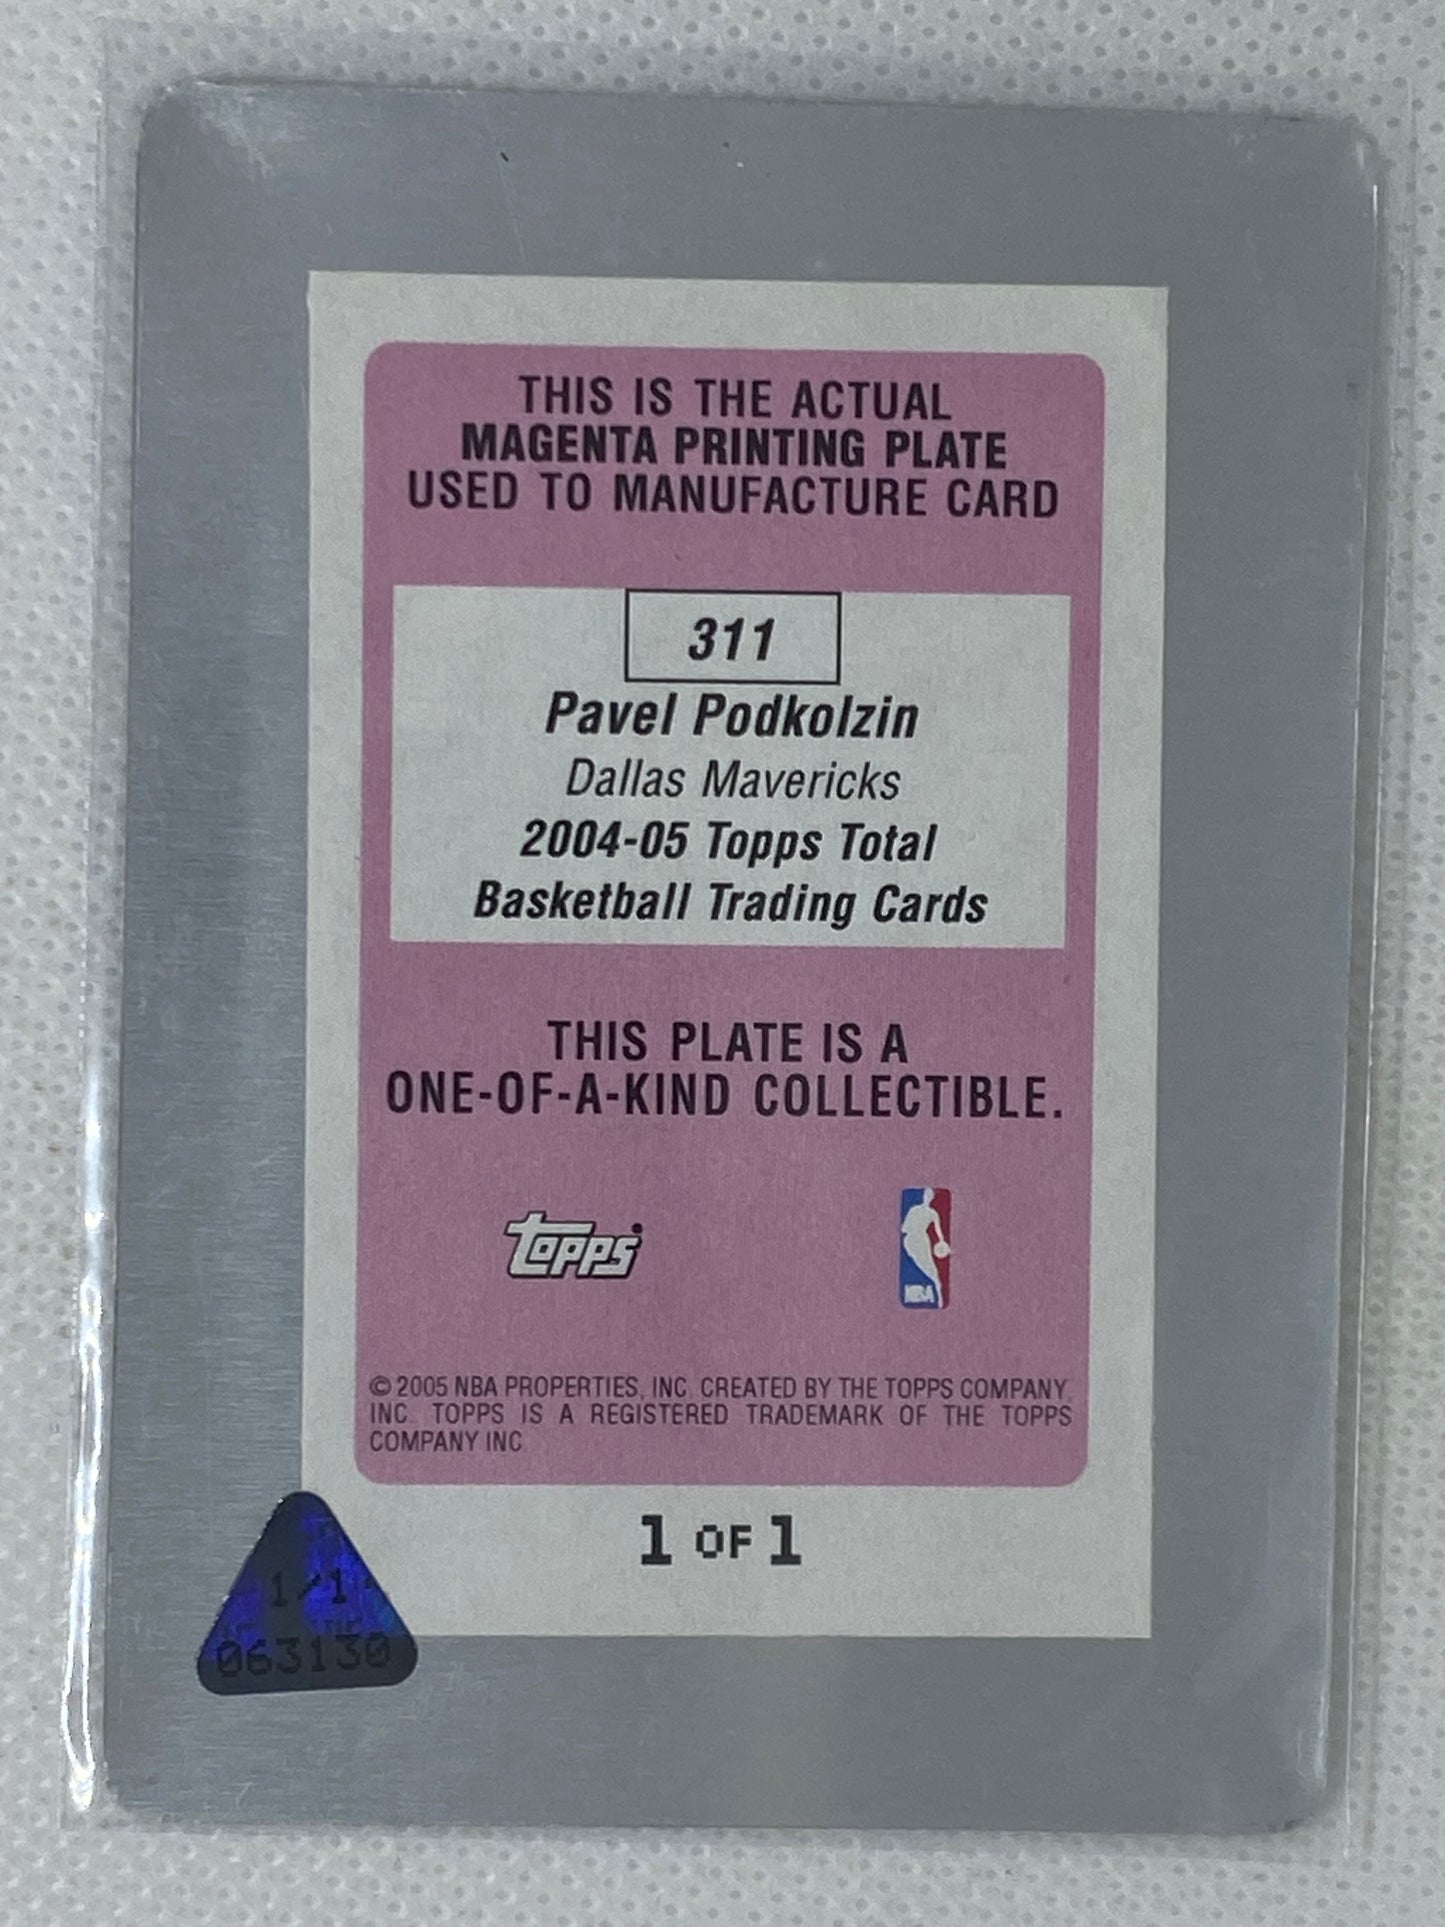 THIS IS THE ACTUAL
MAGENTA PRINTING PLATE
USED TO MANUFACTURE CARD
311
Pavel Podkolzin
Dallas Mavericks
2004-05 Topps Total
Basketball Trading Cards
THIS PLATE IS A
ONE-OF-A-KIND COLLECTIBLE.
topps
NBA
© 2005 NBA PROPERTIES, INC. CREATED BY THE TOPPS COMPANY,
INC. TOPPS IS A REGISTERED TRADEMARK OF THE TOPPS
COMPANY INC
1 OF 1
1/1
063130